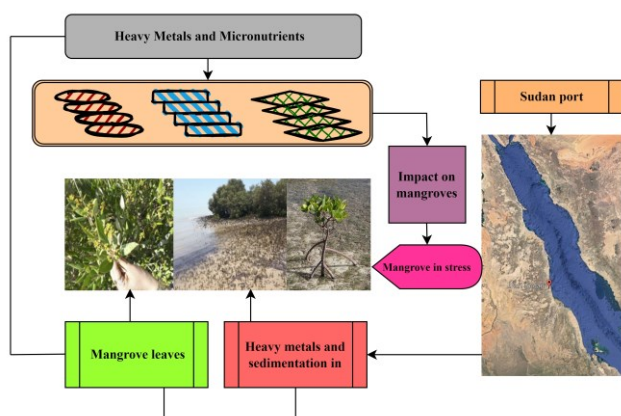 Heavy Metals and Micronutrients
Sudan port
Impact on
mangroves
Mangrove in stress
Mangrove leaves
Heavy metals and
sedimentation in